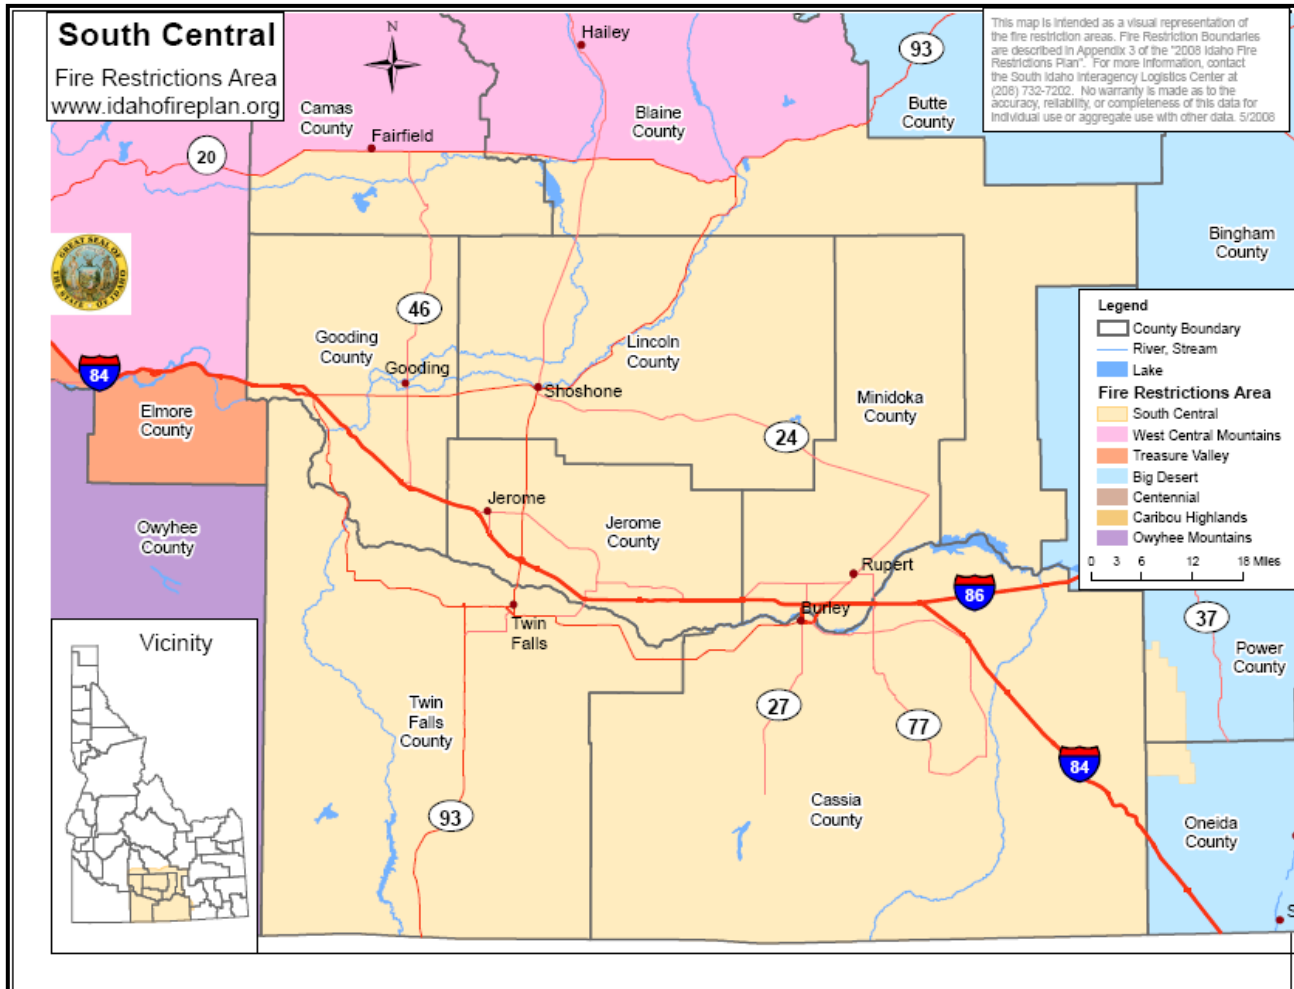 South Central
Fire Restrictions Area
www.idahofireplan.org
N
This map is intended as a visual representation of
the fire restriction areas. Fire Restriction Boundaries
are described in Appendix 3 of the "2008 Idaho Fire
Restrictions Plan". For more information, contact
the South Idaho Interagency Logistics Center at
(208) 732-7202. No warranty is made as to the
accuracy, reliability, or completeness of this data for
individual use or aggregate use with other data. 5/2008
Hailey
93
Camas
County
Blaine
County
Butte
County
Fairfield
20
GREAT SEAL OF
THE STATE OF IDAHO
Bingham
County
46
Gooding
County
Gooding
Lincoln
County
Shoshone
84
Elmore
County
Minidoka
County
24
Legend
County Boundary
River, Stream
Lake
Fire Restrictions Area
South Central
West Central Mountains
Treasure Valley
Big Desert
Centennial
Caribou Highlands
Owyhee Mountains
0 3 6 12 18 Miles
Owyhee
County
Jerome
Jerome
County
Rupert
86
Burley
Twin
Falls
37
Power
County
Vicinity
Twin
Falls
County
27
77
84
93
Cassia
County
Oneida
County
S